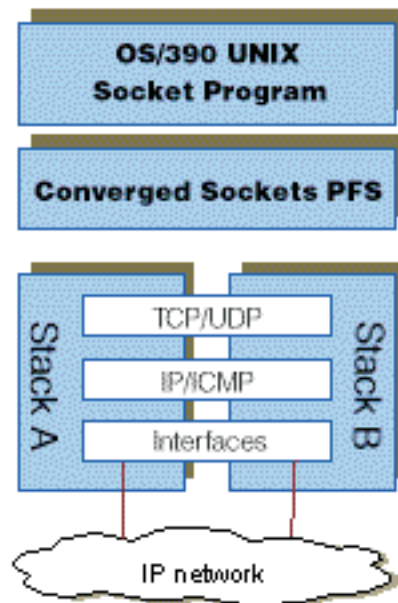 OS/390 UNIX
Socket Program
Converged Sockets PFS
Stack A
TCP/UDP
IP/ICMP
Interfaces
Stack B
IP network